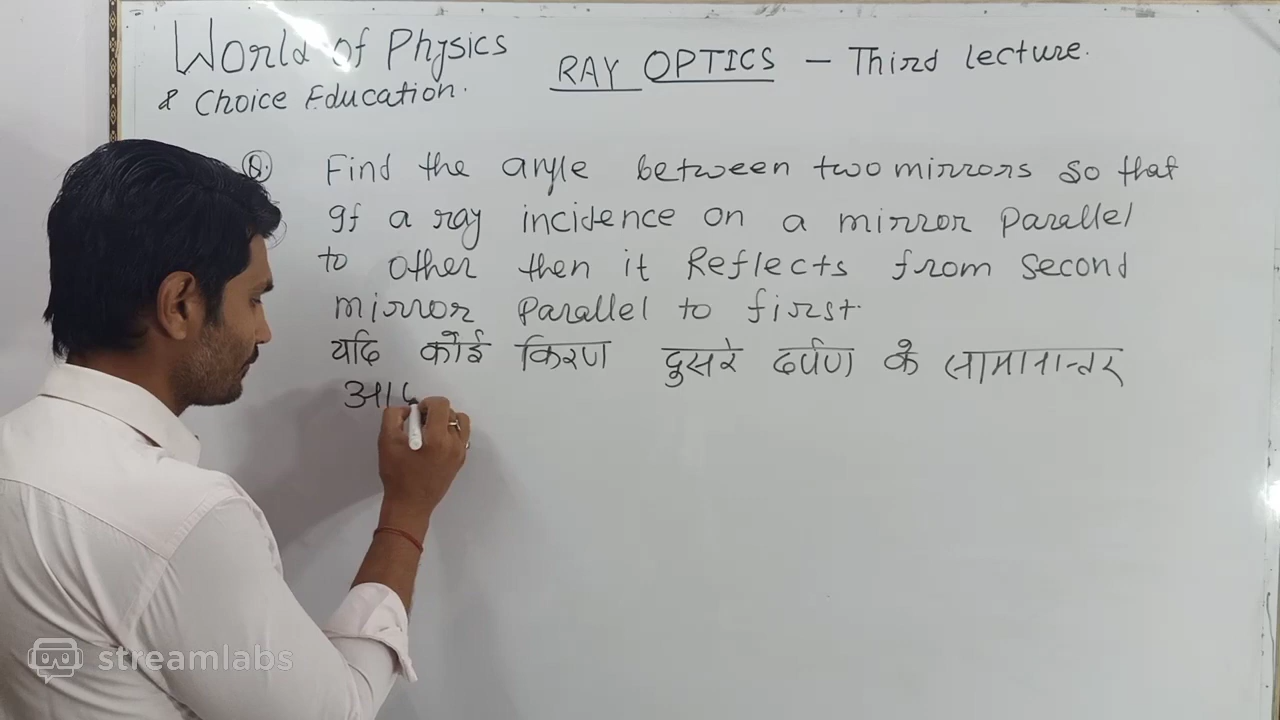 World of Physics
& Choice Education.
RAY OPTICS – Third lecture.
Q. Find the angle between two mirrors so that
If a ray incidence on a mirror parallel
to other then it Reflects from second
mirror parallel to first.
यदि कोई किरण दुसरे दर्पण के सामानान्तर
streamlabs